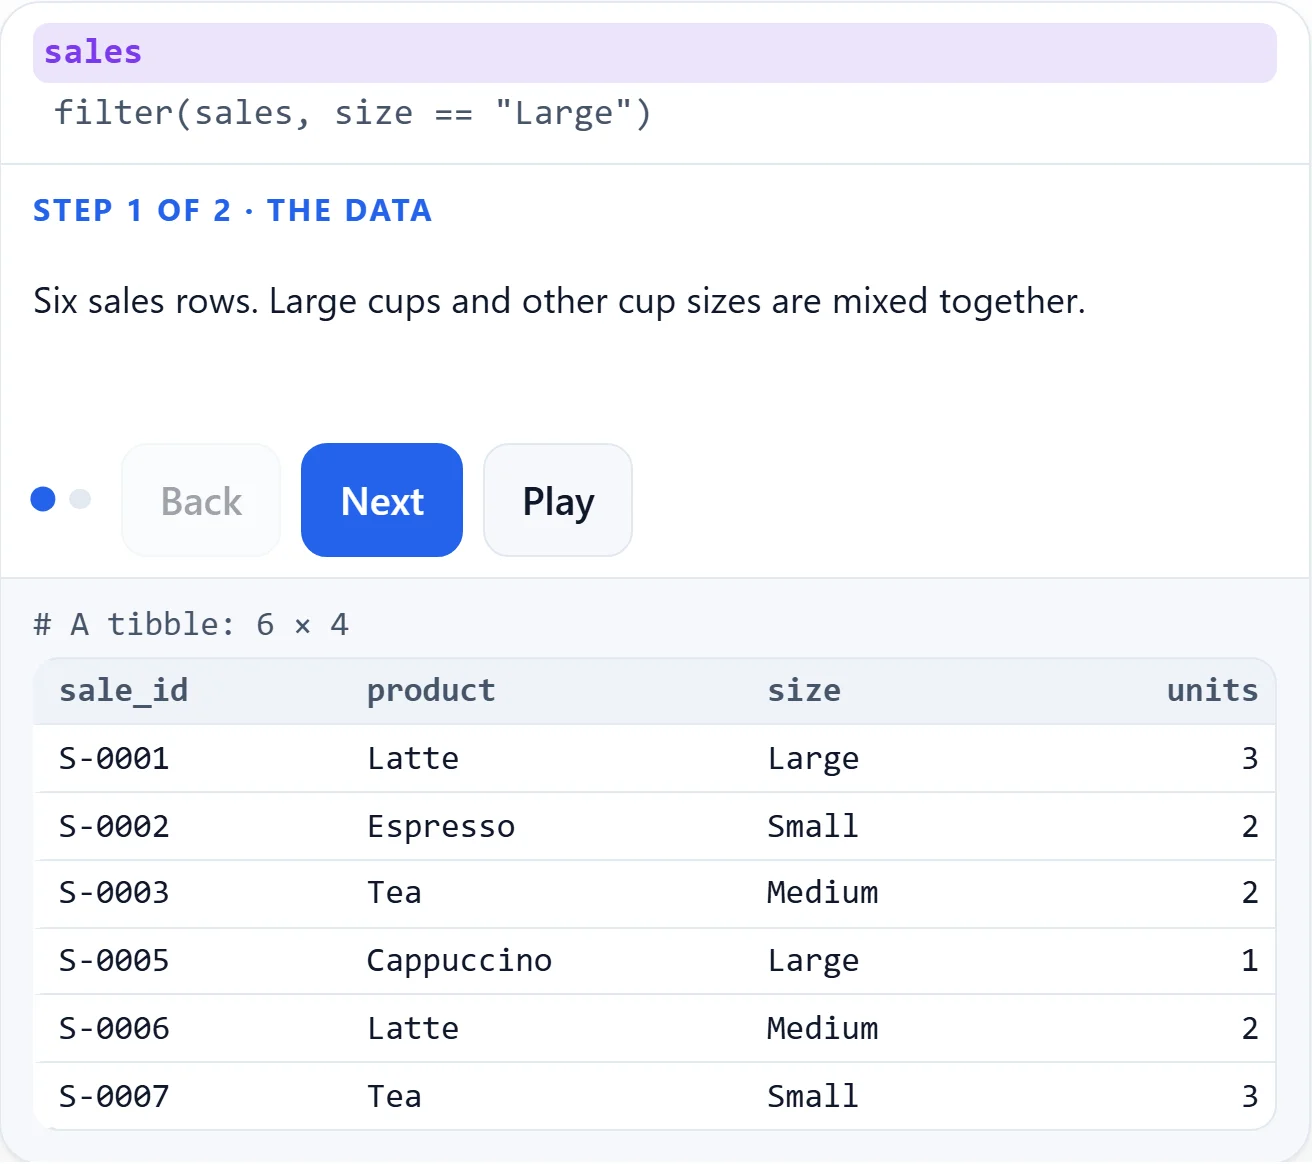 sales
filter(sales, size == "Large")
STEP 1 OF 2 · THE DATA
Six sales rows. Large cups and other cup sizes are mixed together.
Back Next Play
# A tibble: 6 × 4
sale_id product size units
S-0001 Latte Large 3
S-0002 Espresso Small 2
S-0003 Tea Medium 2
S-0005 Cappuccino Large 1
S-0006 Latte Medium 2
S-0007 Tea Small 3